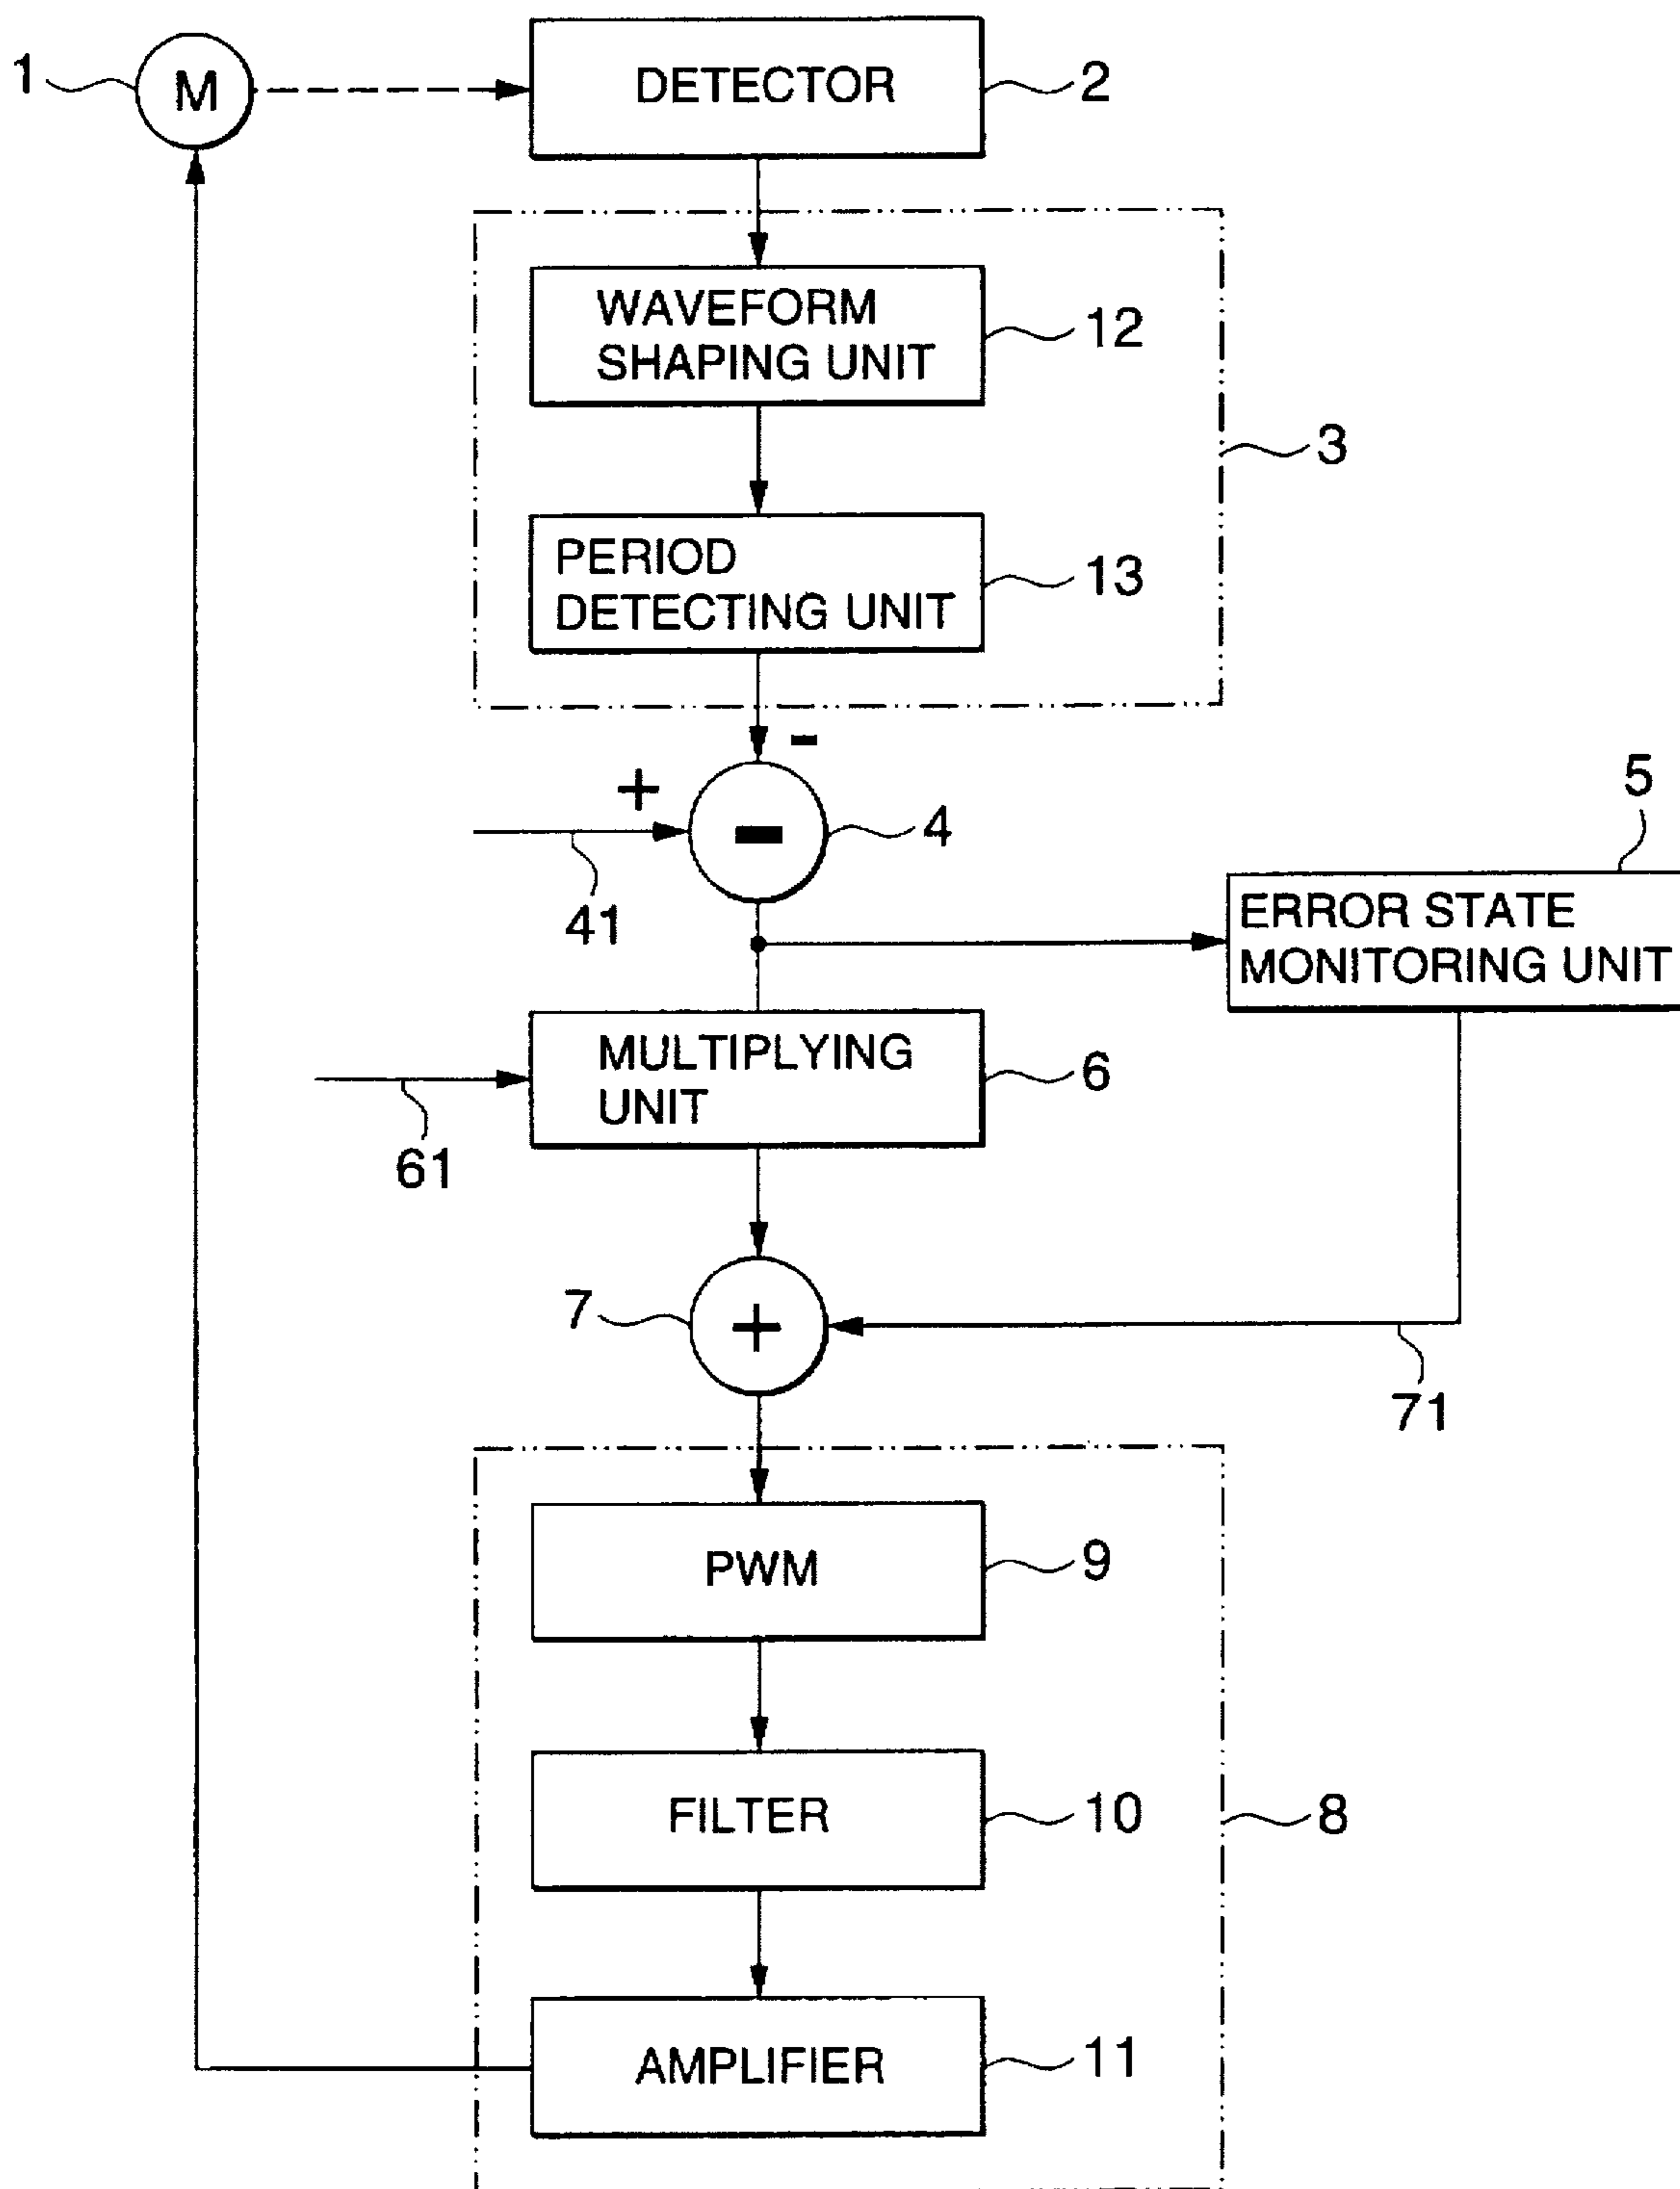 1
M
DETECTOR
2
WAVEFORM
SHAPING UNIT
12
3
PERIOD
DETECTING UNIT
13
-
+
-
4
41
5
ERROR STATE
MONITORING UNIT
MULTIPLYING
UNIT
6
61
7
+
71
PWM
9
FILTER
10
8
AMPLIFIER
11